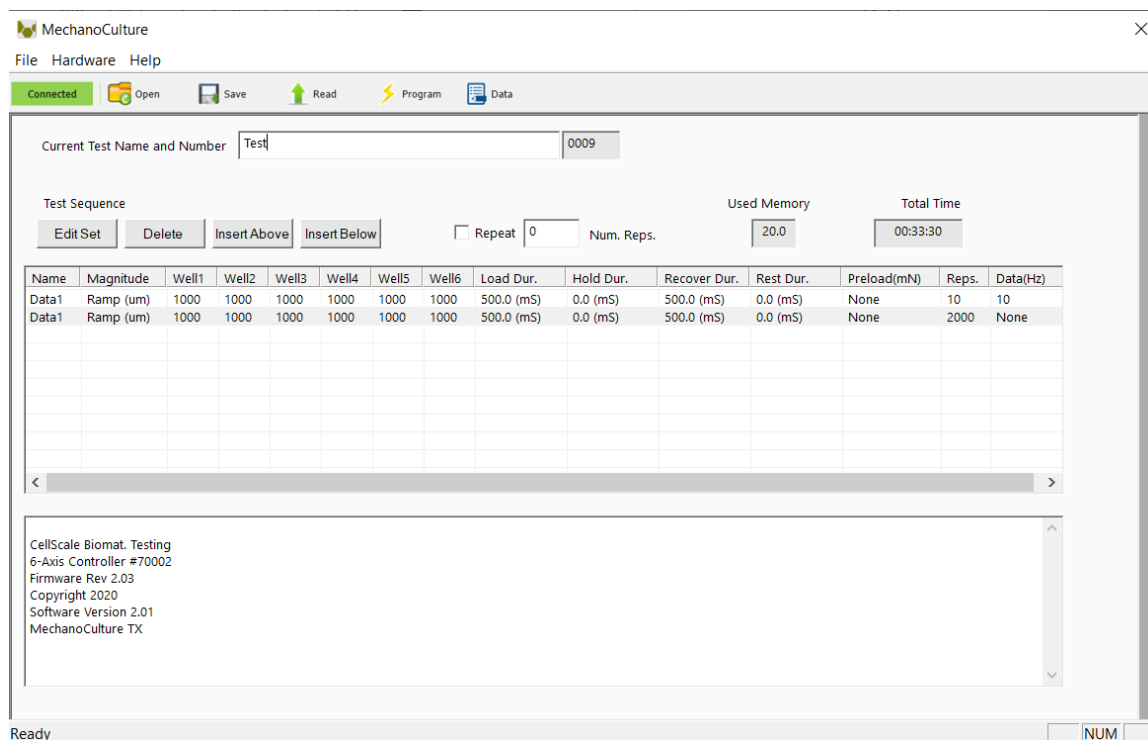 MechanoCulture
File Hardware Help
Connected Open Save Read Program Data
Current Test Name and Number Test 0009
Test Sequence Used Memory Total Time
Edit Set Delete Insert Above Insert Below Repeat 0 Num. Reps. 20.0 00:33:30
Name Magnitude Well1 Well2 Well3 Well4 Well5 Well6 Load Dur. Hold Dur. Recover Dur. Rest Dur. Preload(mN) Reps. Data(Hz)
Data1 Ramp (um) 1000 1000 1000 1000 1000 1000 500.0 (mS) 0.0 (mS) 500.0 (mS) 0.0 (mS) None 10 10
Data1 Ramp (um) 1000 1000 1000 1000 1000 1000 500.0 (mS) 0.0 (mS) 500.0 (mS) 0.0 (mS) None 2000 None
CellScale Biomat. Testing
6-Axis Controller #70002
Firmware Rev 2.03
Copyright 2020
Software Version 2.01
MechanoCulture TX
Ready NUM